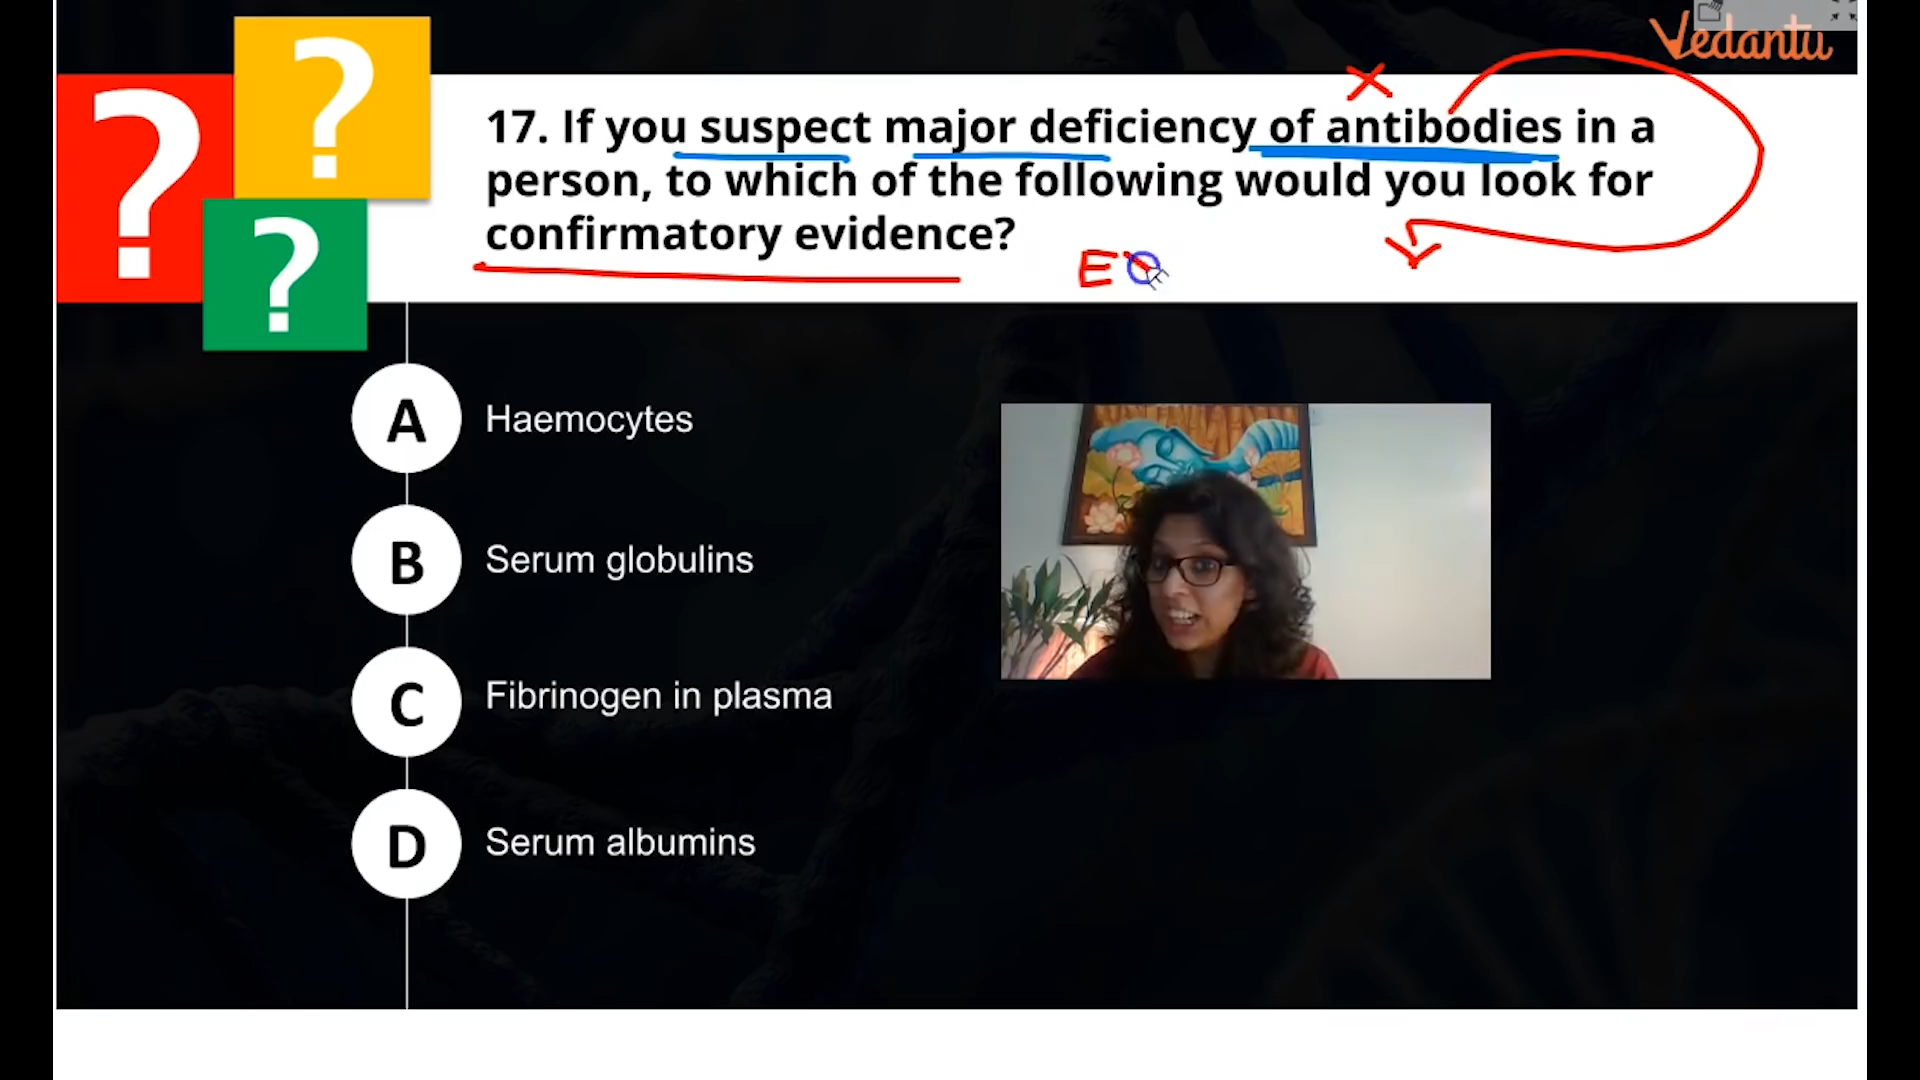 Vedantu
?
?
?
17. If you suspect major deficiency of antibodies in a
person, to which of the following would you look for
confirmatory evidence?
A Haemocytes
B Serum globulins
C Fibrinogen in plasma
D Serum albumins